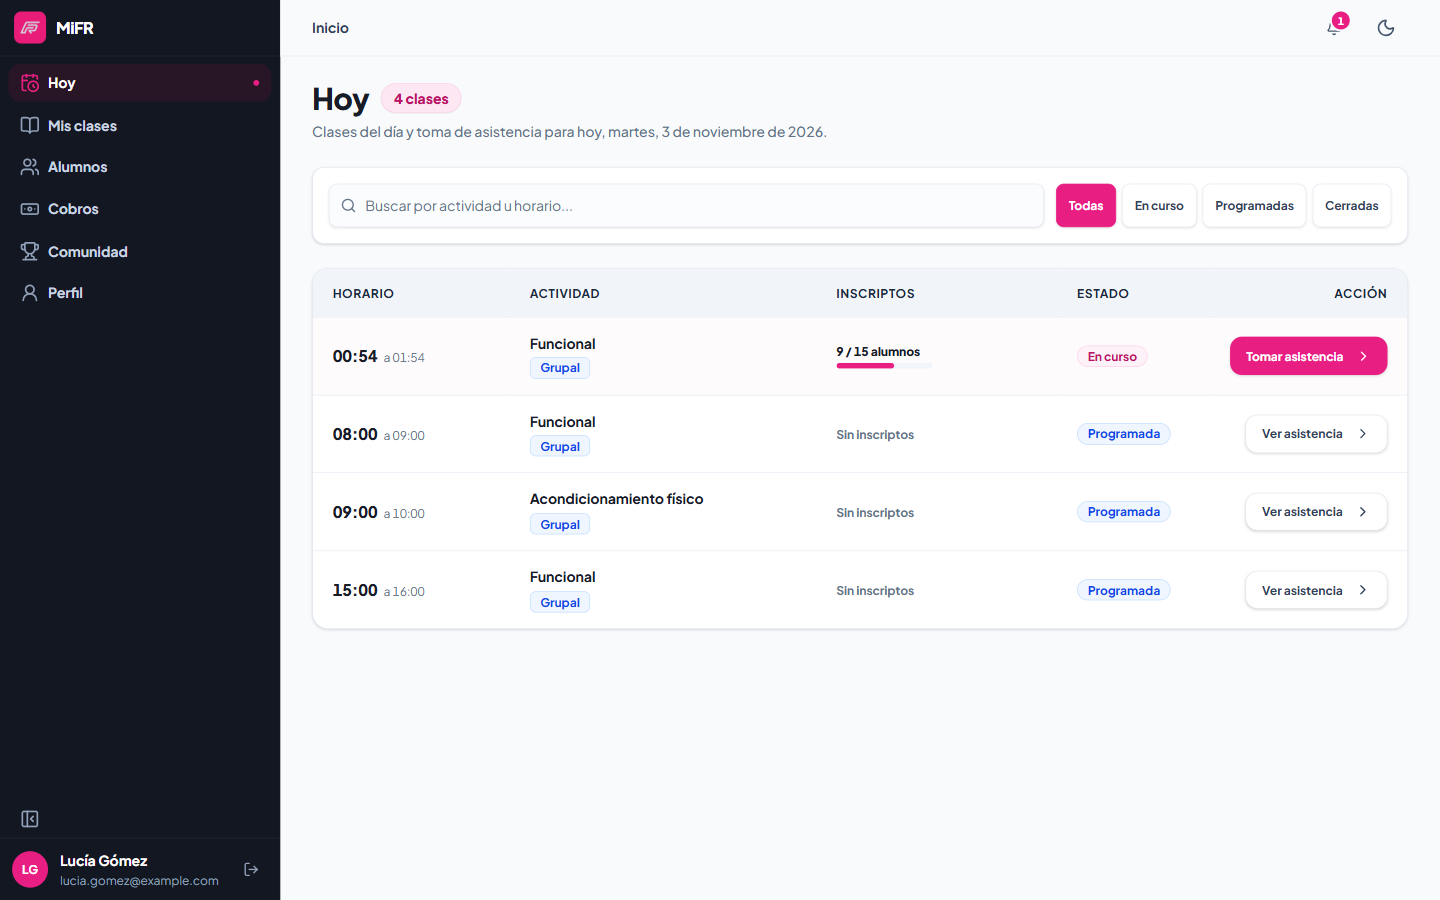 MiFR
Inicio
1
Hoy
Mis clases
Alumnos
Cobros
Comunidad
Perfil
Hoy 4 clases
Clases del día y toma de asistencia para hoy, martes, 3 de noviembre de 2026.
Buscar por actividad u horario...
Todas En curso Programadas Cerradas
HORARIO ACTIVIDAD INSCRIPTOS ESTADO ACCIÓN
00:54 a 01:54 Funcional Grupal 9 / 15 alumnos En curso Tomar asistencia
08:00 a 09:00 Funcional Grupal Sin inscriptos Programada Ver asistencia
09:00 a 10:00 Acondicionamiento físico Grupal Sin inscriptos Programada Ver asistencia
15:00 a 16:00 Funcional Grupal Sin inscriptos Programada Ver asistencia
LG
Lucía Gómez
lucia.gomez@example.com